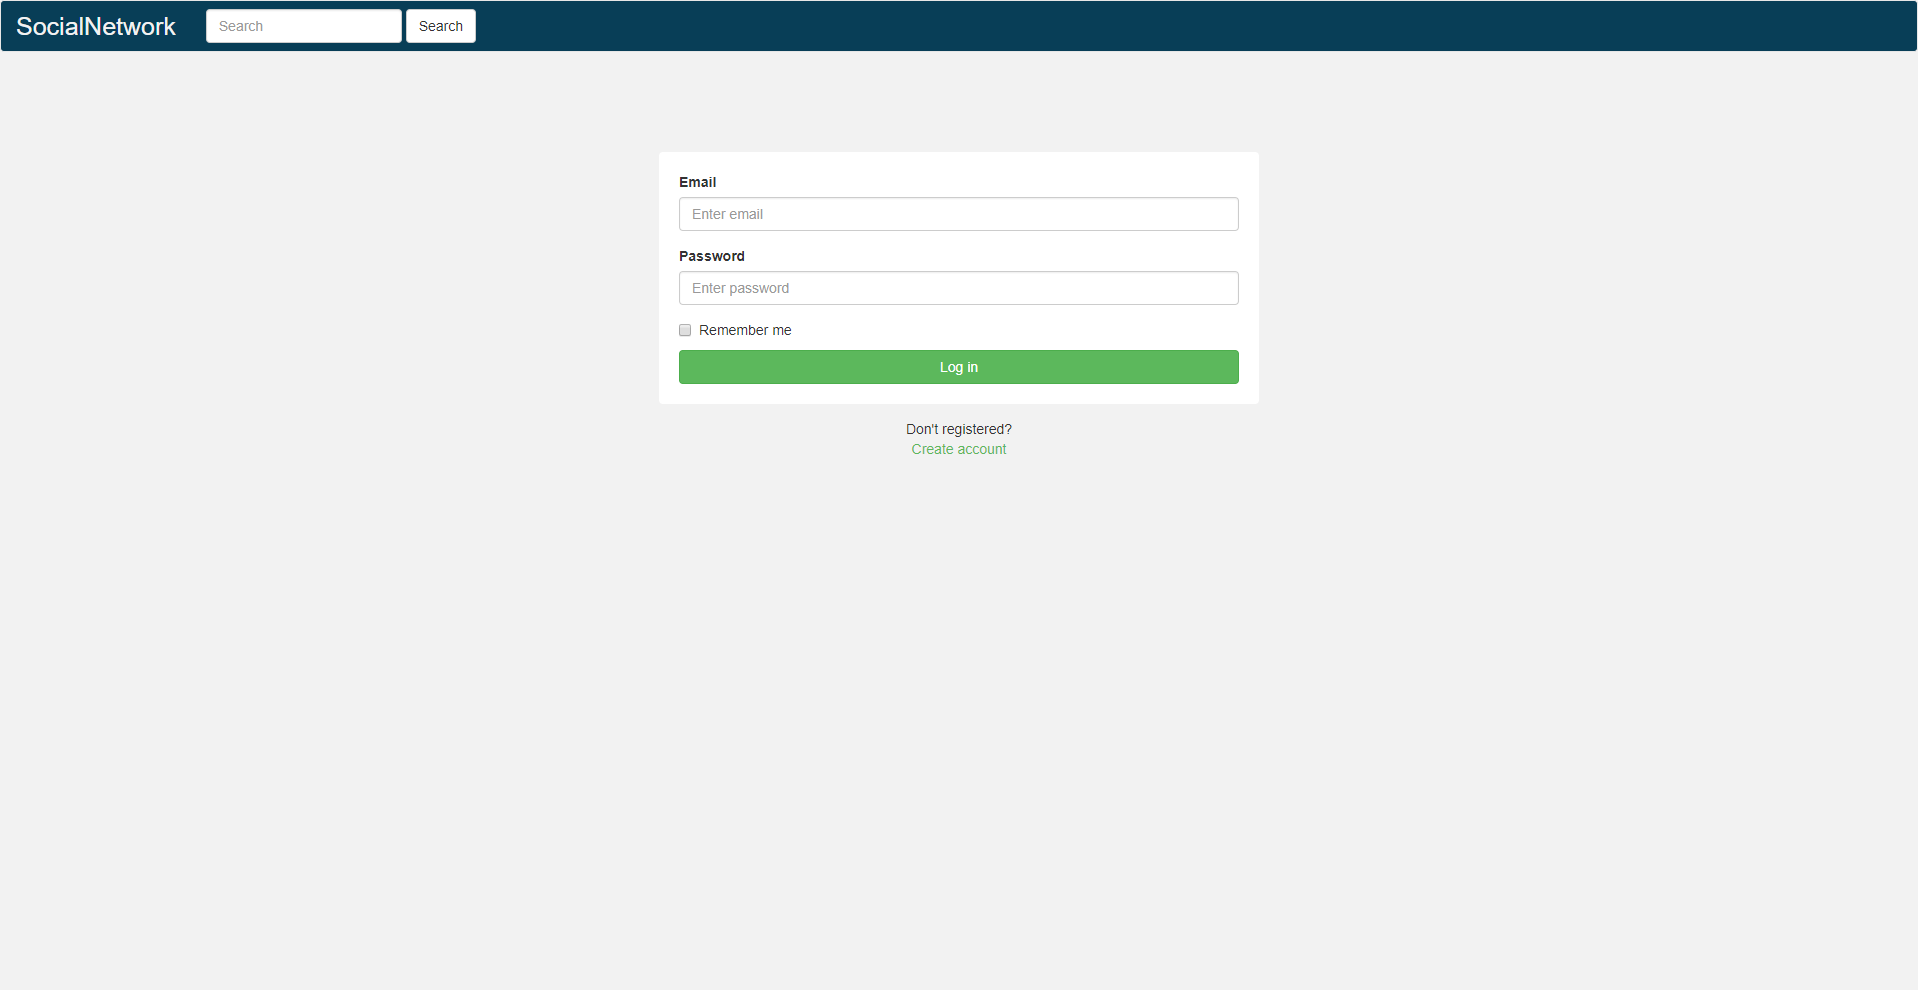 SocialNetwork Search Search
Email
Enter email
Password
Enter password
Remember me
Log in
Don't registered?
Create account